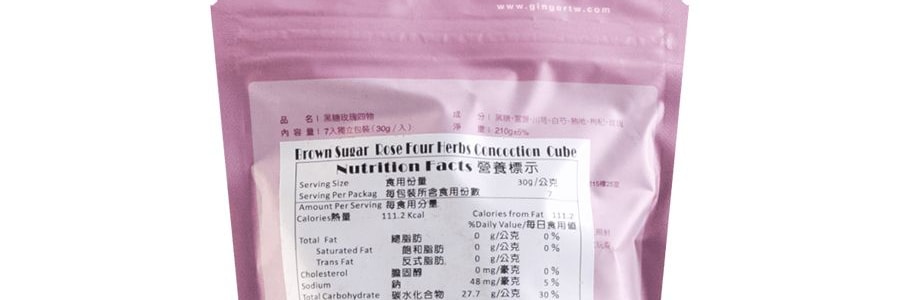 www.gingertw.com
品 名 | 黑糖玫瑰四物
成 分 | 黑糖、當歸、川芎、白芍、熟地、枸杞、玫瑰
內 容 量 | 7入獨立包裝 (30g / 入)
淨 重 | 210g±5%
Brown Sugar Rose Four Herbs Concoction Cube
Nutrition Facts 營養標示
Serving Size 食用份量 30g/公克
Serving Per Packag 每包裝所含食用份數 7
Amount Per Serving 每食用分量
Calories熱量 111.2 Kcal Calories from Fat 111.2
%Daily Value/每日食用值
Total Fat 總脂肪 0 g/公克 0 %
Saturated Fat 飽和脂肪 0 g/公克 0 %
Trans Fat 反式脂肪 0 g/公克
Cholesterol 膽固醇 0 mg/毫克 0 %
Sodium 鈉 48 mg/毫克 5 %
Total Carbohydrate 碳水化合物 27.7 g/公克 30 %